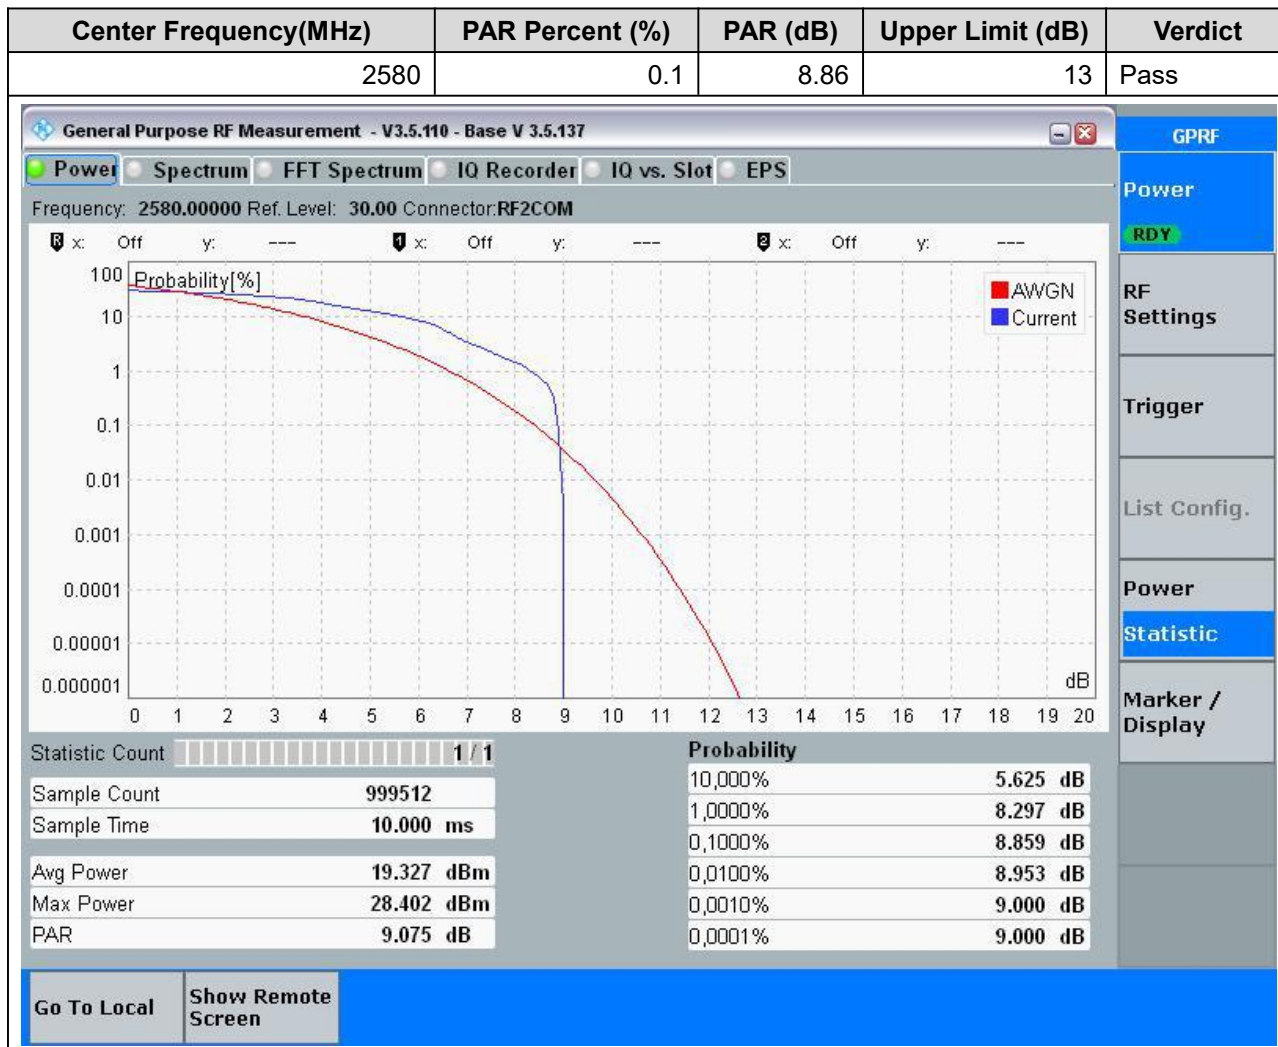 Center Frequency(MHz) PAR Percent (%) PAR (dB) Upper Limit (dB) Verdict
2580 0.1 8.86 13 Pass
General Purpose RF Measurement - V3.5.110 - Base V 3.5.137
GPRF
Power Spectrum FFT Spectrum IQ Recorder IQ vs. Slot EPS
Power
RDY
Frequency: 2580.00000 Ref. Level: 30.00 Connector:RF2COM
R x: Off y: --- 1 x: Off y: --- 2 x: Off y: ---
100 Probability[%]
AWGN
Current
10
1
0.1
0.01
0.001
0.0001
0.00001
0.000001
dB
0 1 2 3 4 5 6 7 8 9 10 11 12 13 14 15 16 17 18 19 20
RF
Settings
Trigger
List Config.
Power
Statistic
Marker /
Display
Statistic Count 1 / 1
Sample Count 999512
Sample Time 10.000 ms
Avg Power 19.327 dBm
Max Power 28.402 dBm
PAR 9.075 dB
Probability
10,000% 5.625 dB
1,0000% 8.297 dB
0,1000% 8.859 dB
0,0100% 8.953 dB
0,0010% 9.000 dB
0,0001% 9.000 dB
Go To Local
Show Remote
Screen